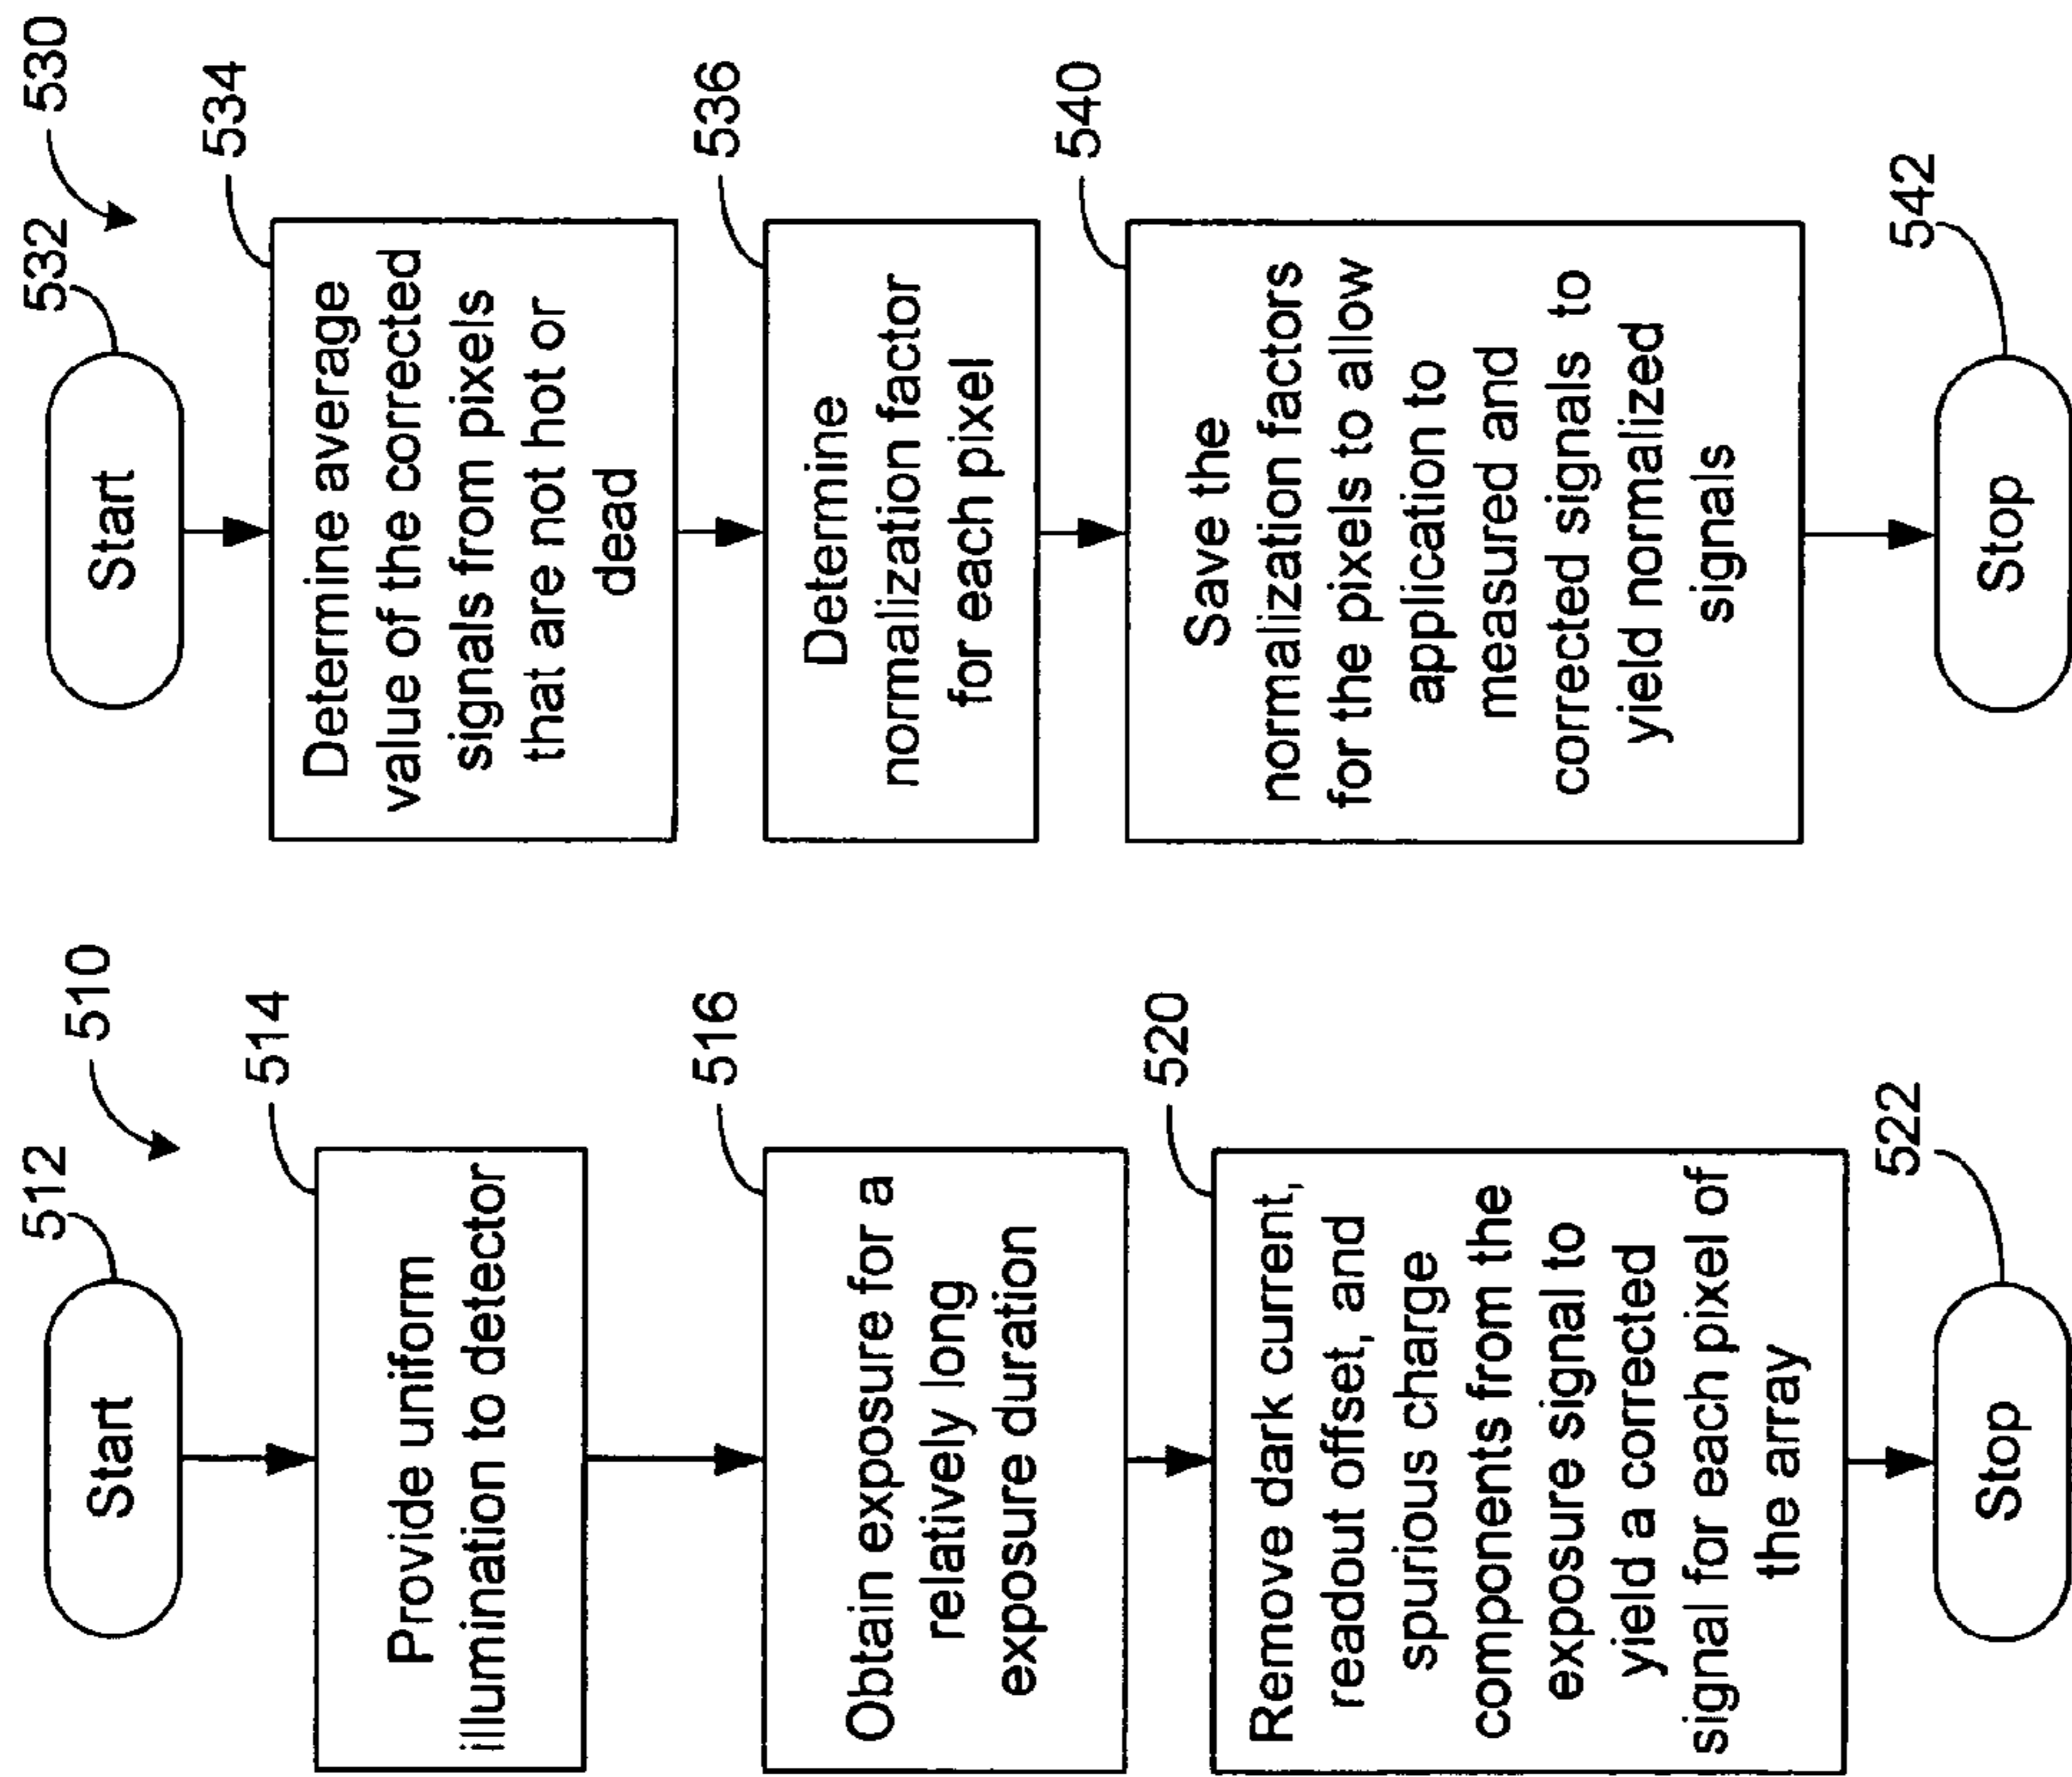 510
512
Start
514
Provide uniform
illumination to detector
516
Obtain exposure for a
relatively long
exposure duration
520
Remove dark current,
readout offset, and
spurious charge
components from the
exposure signal to
yield a corrected
signal for each pixel of
the array
522
Stop
530
532
Start
534
Determine average
value of the corrected
signals from pixels
that are not hot or
dead
536
Determine
normalization factor
for each pixel
540
Save the
normalization factors
for the pixels to allow
application to
measured and
corrected signals to
yield normalized
signals
542
Stop